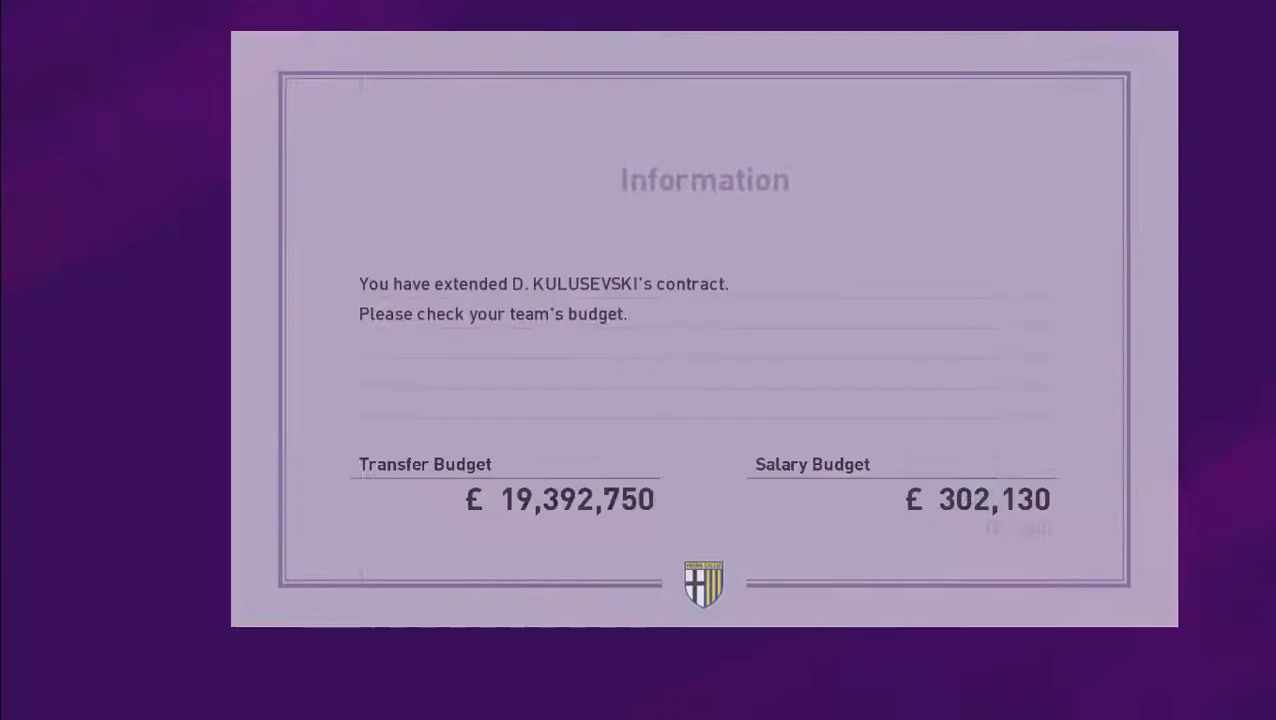 Information
You have extended D. KULUSEVSKI's contract.
Please check your team's budget.
Transfer Budget
Salary Budget
£ 19,392,750
£ 302,130